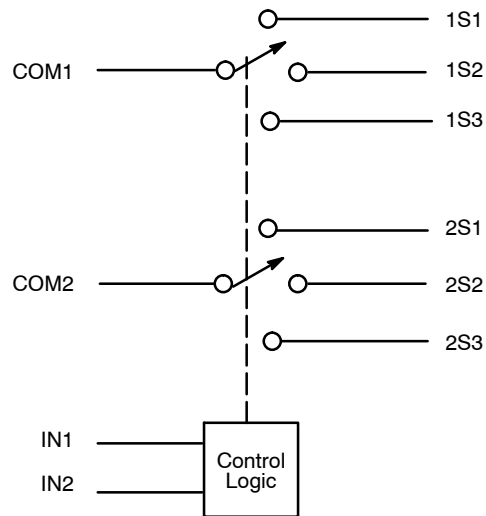 1S1
COM1
1S2
1S3
2S1
COM2
2S2
2S3
IN1
Control
Logic
IN2